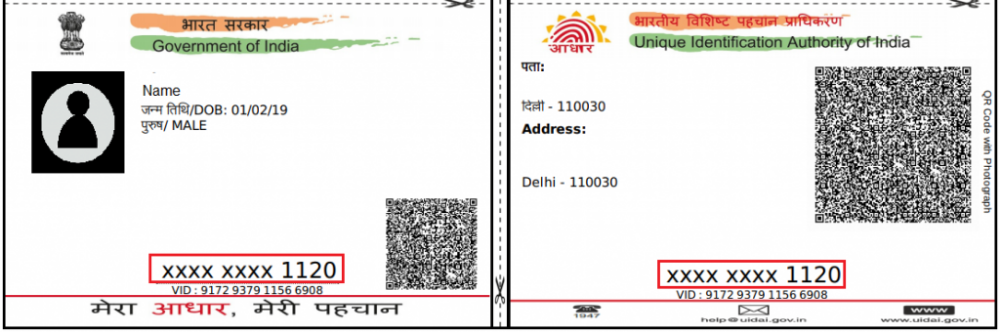 भारत सरकार
Government of India
Name
जन्म तिथि/DOB: 01/02/19
पुरुष/ MALE
xxxx xxxx 1120
VID : 9172 9379 1156 6908
मेरा आधार, मेरी पहचान
आधार
भारतीय विशिष्ट पहचान प्राधिकरण
Unique Identification Authority of India
पता:
दिल्ली - 110030
Address:
Delhi - 110030
QR Code with Photograph
xxxx xxxx 1120
VID : 9172 9379 1156 6908
1947
help@uidai.gov.in
www
www.uidai.gov.in